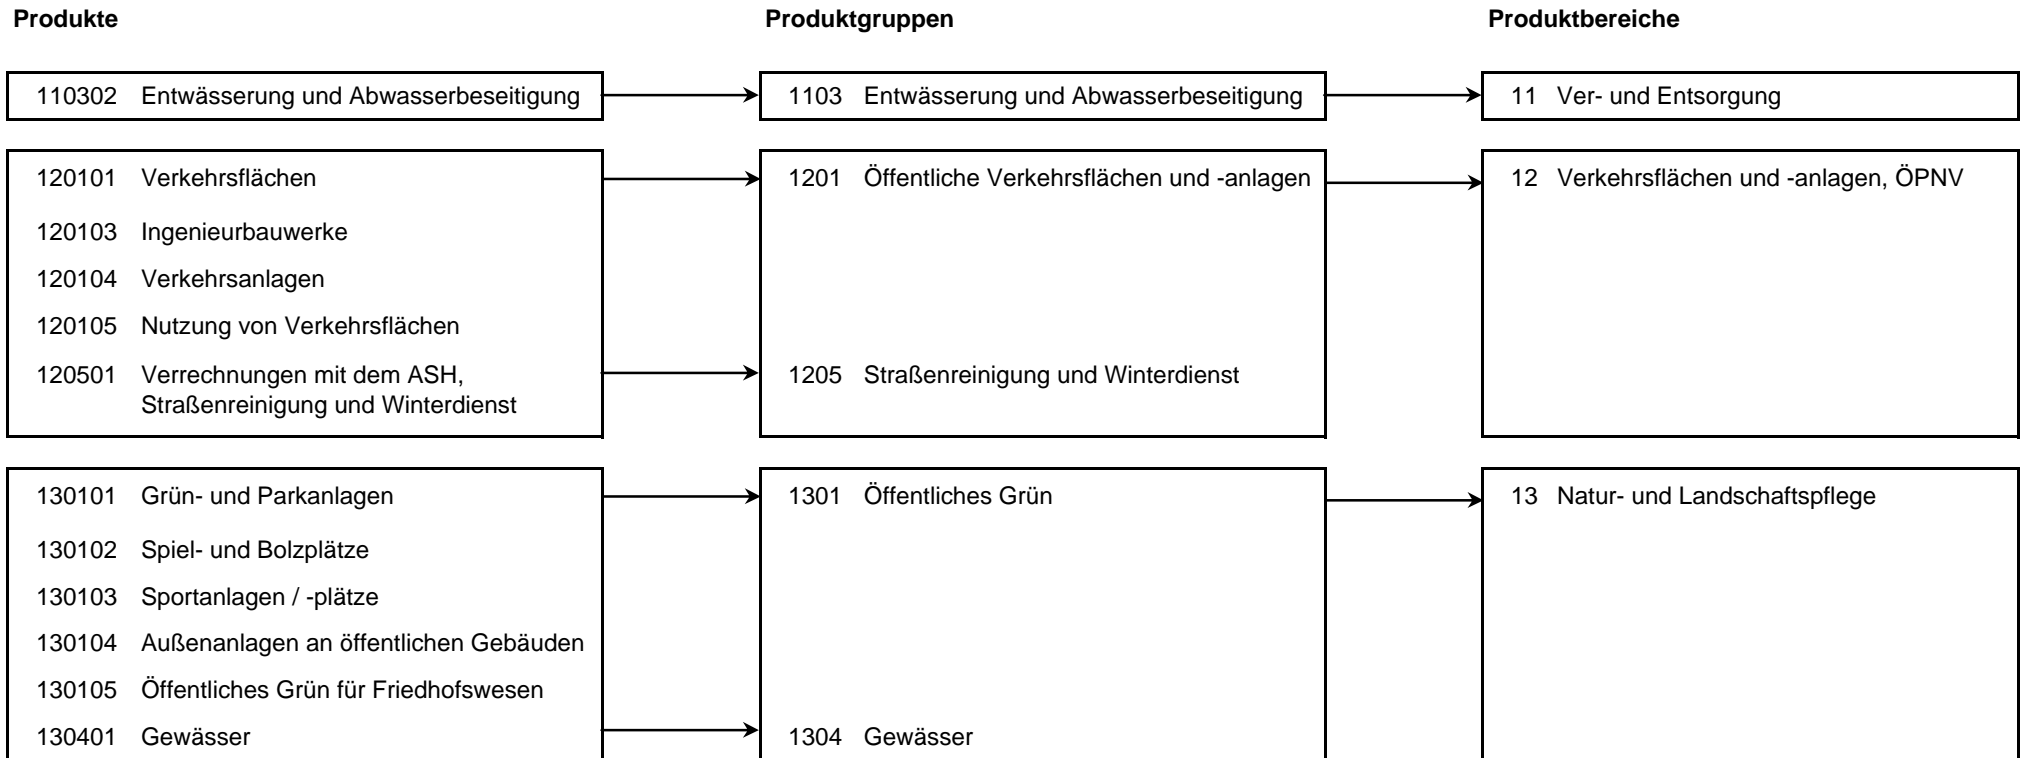 Produkte Produktgruppen Produktbereiche
110302 Entwässerung und Abwasserbeseitigung 1103 Entwässerung und Abwasserbeseitigung 11 Ver- und Entsorgung
120101 Verkehrsflächen 1201 Öffentliche Verkehrsflächen und -anlagen 12 Verkehrsflächen und -anlagen, ÖPNV
120103 Ingenieurbauwerke
120104 Verkehrsanlagen
120105 Nutzung von Verkehrsflächen
120501 Verrechnungen mit dem ASH, 1205 Straßenreinigung und Winterdienst
Straßenreinigung und Winterdienst
130101 Grün- und Parkanlagen 1301 Öffentliches Grün 13 Natur- und Landschaftspflege
130102 Spiel- und Bolzplätze
130103 Sportanlagen / -plätze
130104 Außenanlagen an öffentlichen Gebäuden
130105 Öffentliches Grün für Friedhofswesen
130401 Gewässer 1304 Gewässer